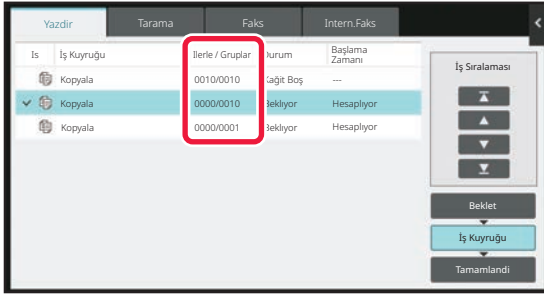 Yazdir Tarama Faks Intern.Faks
Is İş Kuyruğu Ilerle / Gruplar Durum Başlama
Zamanı
Kopyala 0010/0010 Kağit Boş ---
Kopyala 0000/0010 Bekliyor Hesaplıyor
Kopyala 0000/0001 Bekliyor Hesaplıyor
İş Sıralaması
Beklet
İş Kuyruğu
Tamamlandi